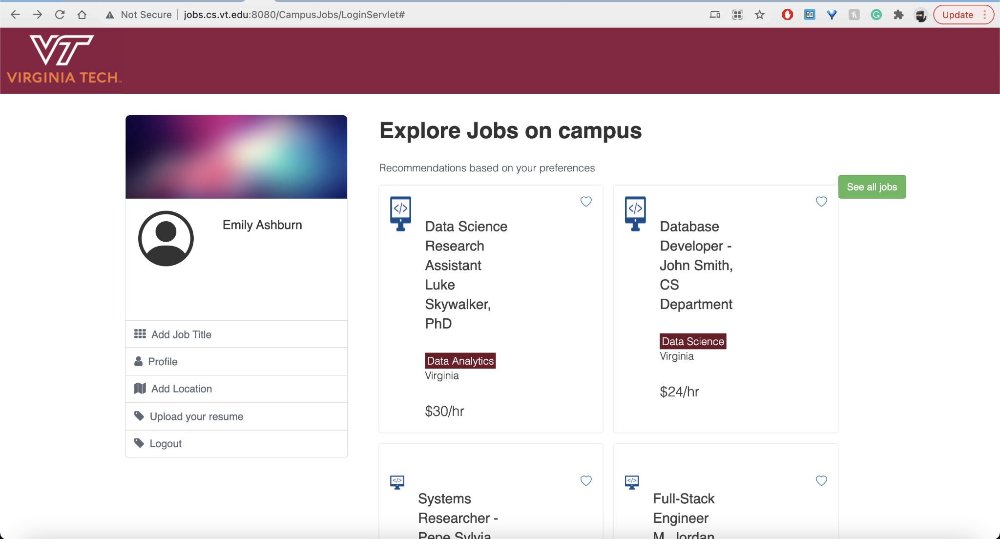 Not Secure
jobs.cs.vt.edu:8080/CampusJobs/LoginServlet#
Update
VT
VIRGINIA TECH
Emily Ashburn
Add Job Title
Profile
Add Location
Upload your resume
Logout
Explore Jobs on campus
Recommendations based on your preferences
See all jobs
</>
Data Science
Research
Assistant
Luke
Skywalker,
PhD
Data Analytics
Virginia
$30/hr
</>
Database
Developer -
John Smith,
CS
Department
Data Science
Virginia
$24/hr
</>
Systems
Researcher -
Pepe Sylvia
</>
Full-Stack
Engineer
M. Jordan